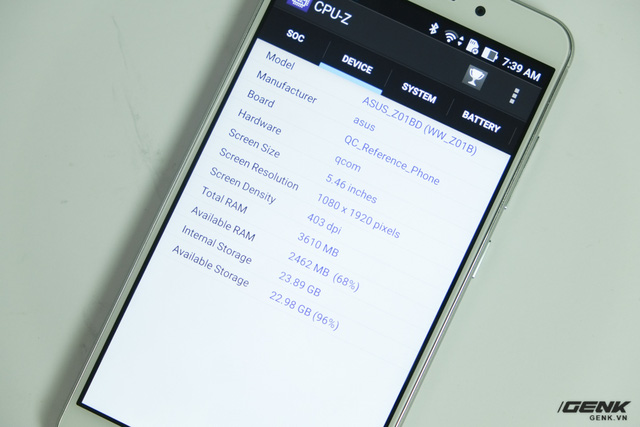 CPU-Z
7:39 AM
SOC
DEVICE
SYSTEM
BATTERY
Model ASUS_Z01BD (WW_Z01B)
Manufacturer asus
Board QC_Reference_Phone
Hardware qcom
Screen Size 5.46 inches
Screen Resolution 1080 x 1920 pixels
Screen Density 403 dpi
Total RAM 3610 MB
Available RAM 2462 MB (68%)
Internal Storage 23.89 GB
Available Storage 22.98 GB (96%)
GENK
GENK.VN